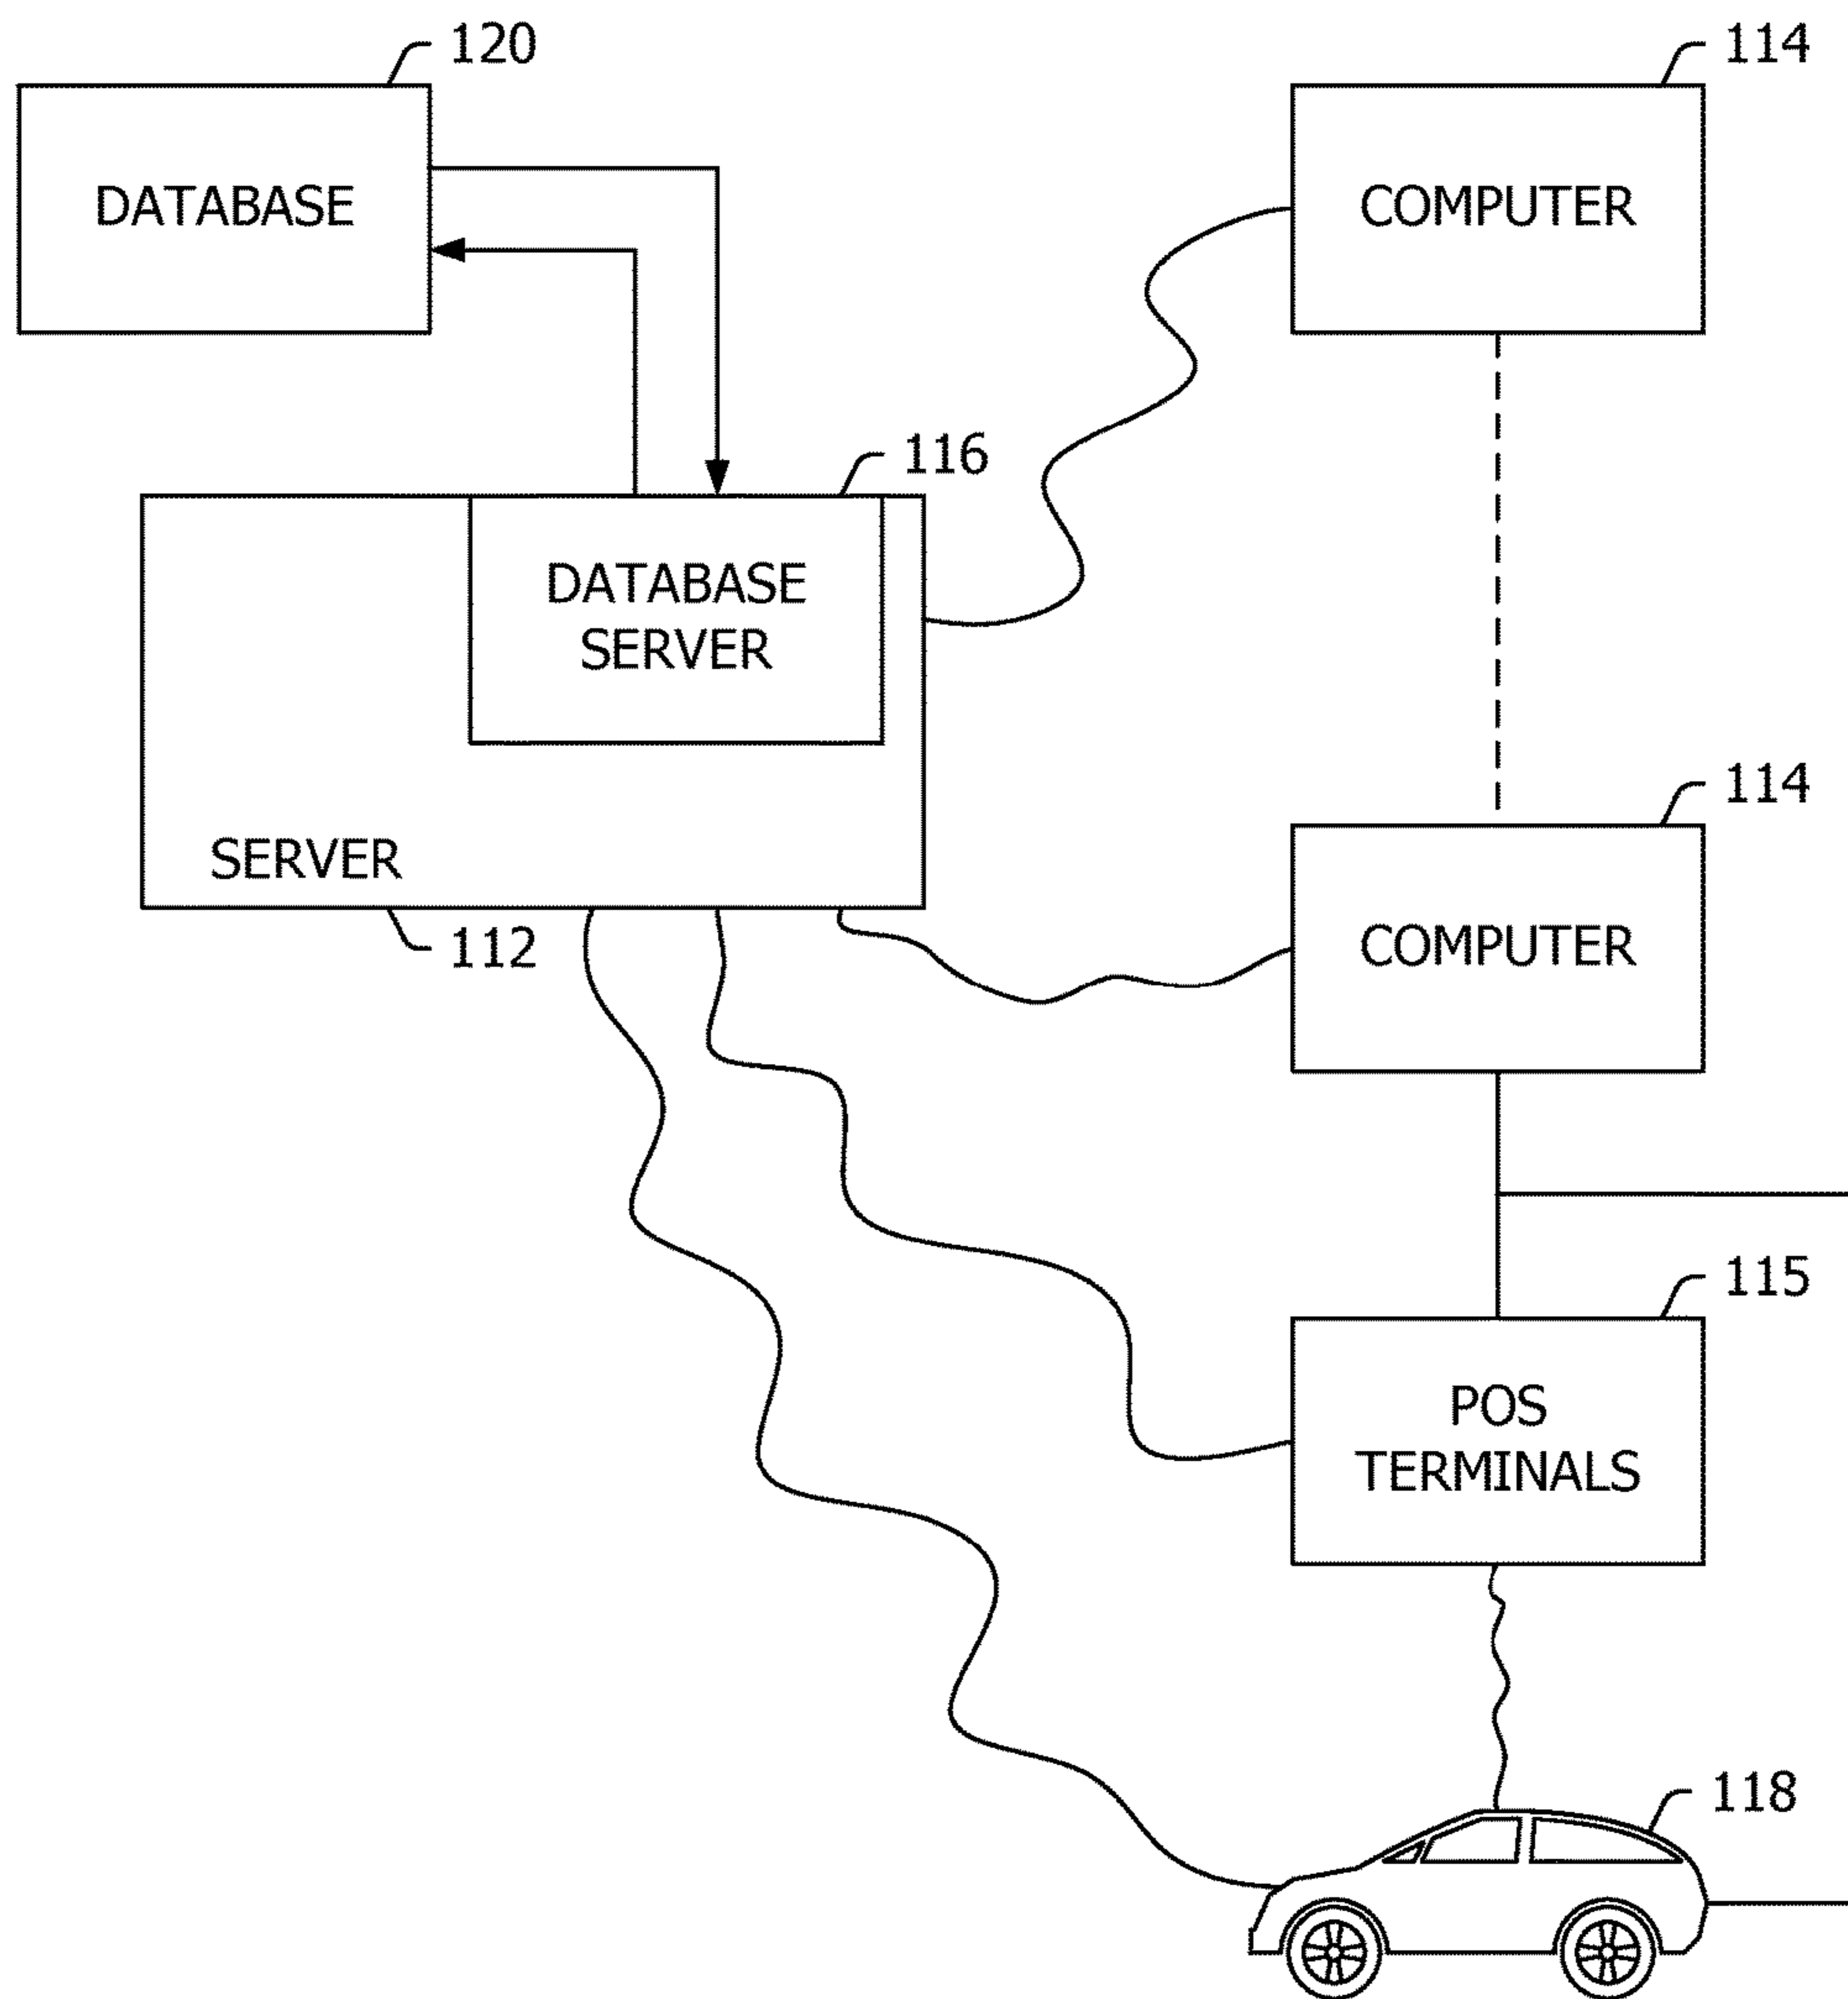 120
DATABASE
114
COMPUTER
116
DATABASE
SERVER
SERVER
112
114
COMPUTER
115
POS
TERMINALS
118